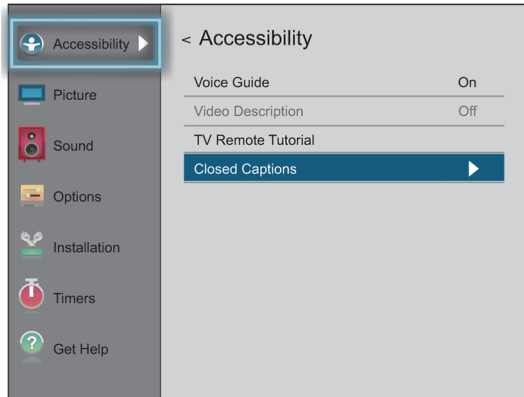 Accessibility
Picture
Sound
Options
Installation
Timers
Get Help
< Accessibility
Voice Guide On
Video Description Off
TV Remote Tutorial
Closed Captions